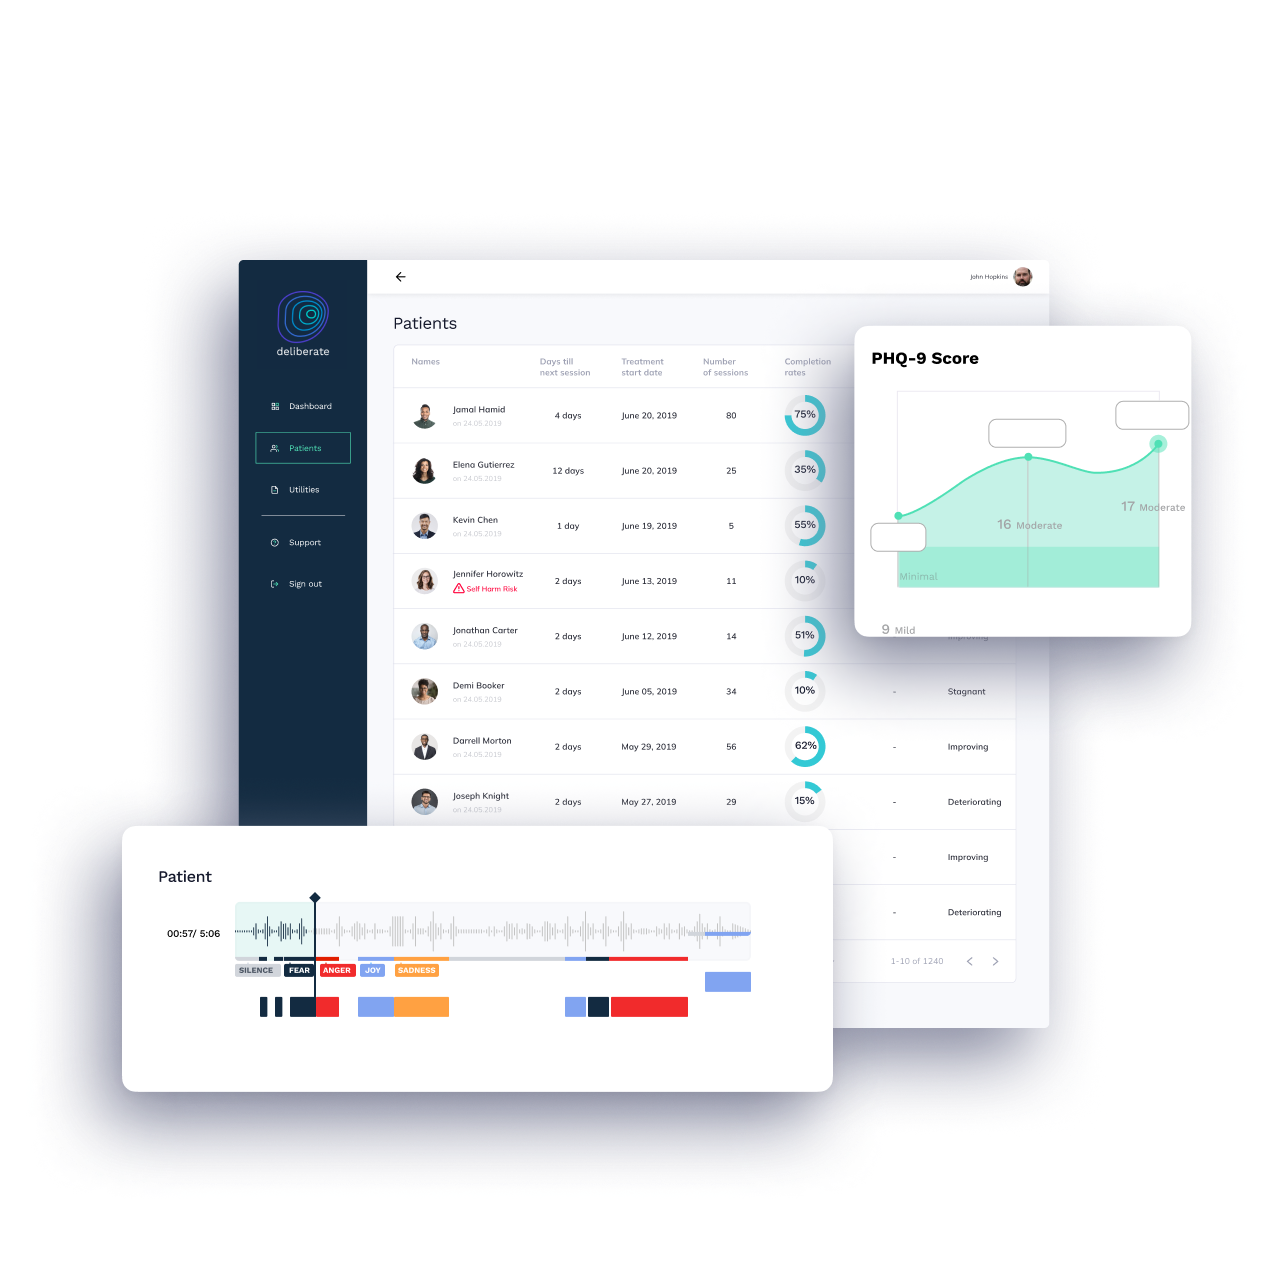 John Hopkins
deliberate
Dashboard
Patients
Utilities
Support
Sign out
Patients
Names
Days till
next session
Treatment
start date
Number
of sessions
Completion
rates
Jamal Hamid
on 24.05.2019
4 days
June 20, 2019
80
75%
Elena Gutierrez
on 24.05.2019
12 days
June 20, 2019
25
35%
Kevin Chen
on 24.05.2019
1 day
June 19, 2019
5
55%
Jennifer Horowitz
Self Harm Risk
2 days
June 13, 2019
11
10%
Jonathan Carter
on 24.05.2019
2 days
June 12, 2019
14
51%
Improving
Demi Booker
on 24.05.2019
2 days
June 05, 2019
34
10%
-
Stagnant
Darrell Morton
on 24.05.2019
2 days
May 29, 2019
56
62%
-
Improving
Joseph Knight
on 24.05.2019
2 days
May 27, 2019
29
15%
-
Deteriorating
-
Improving
-
Deteriorating
1-10 of 1240
PHQ-9 Score
17 Moderate
16 Moderate
Minimal
9 Mild
Patient
00:57/ 5:06
SILENCE
FEAR
ANGER
JOY
SADNESS